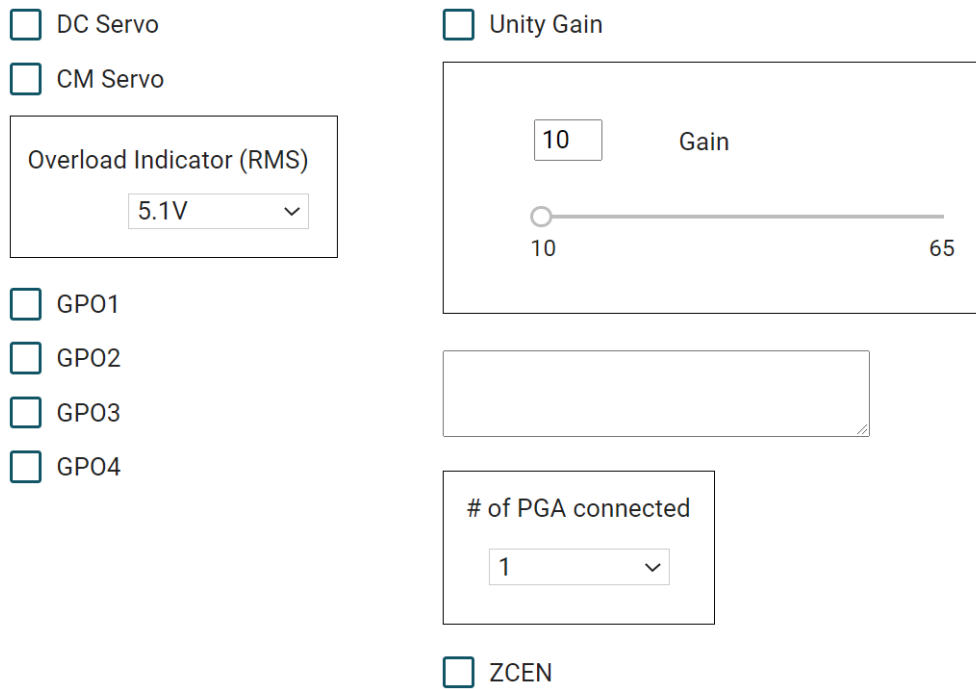 DC Servo
CM Servo
Overload Indicator (RMS)
5.1V
GPO1
GPO2
GPO3
GPO4
Unity Gain
10 Gain
10 65
# of PGA connected
1
ZCEN